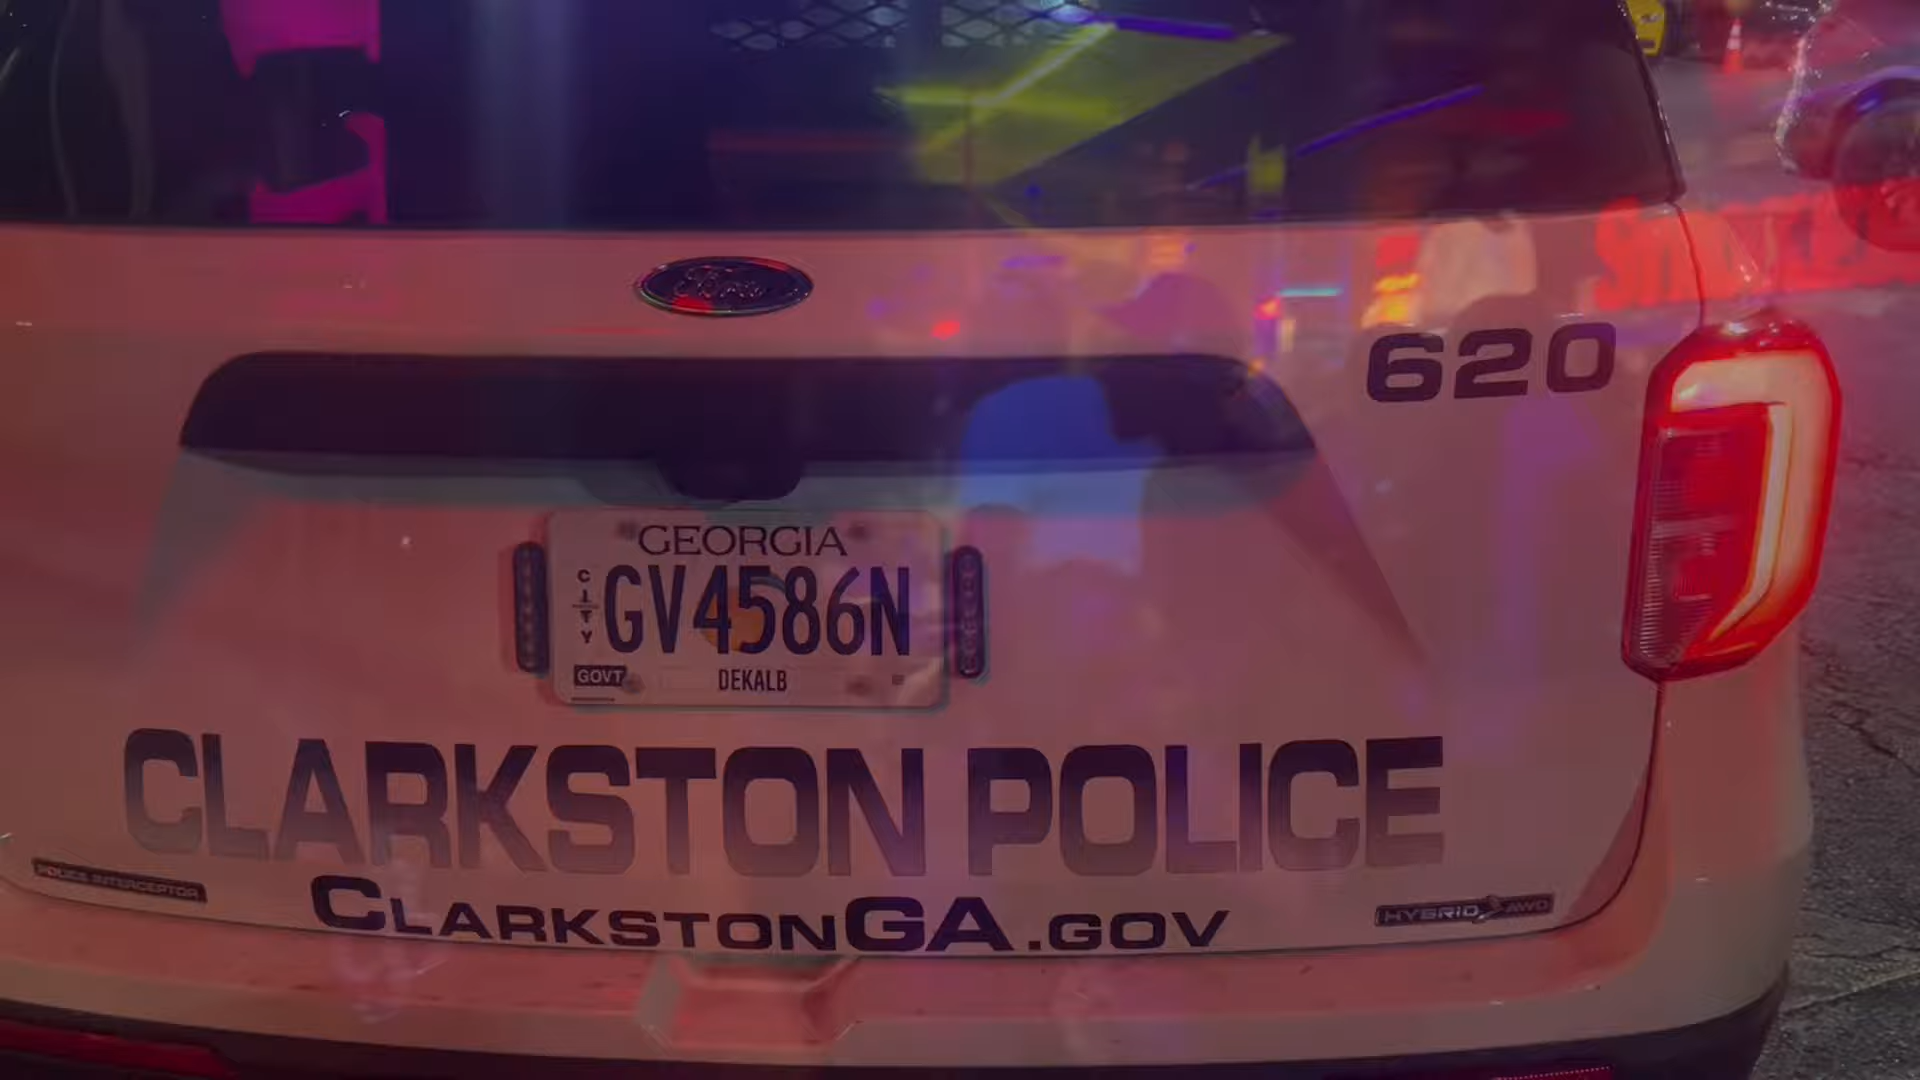 Ford
620
GEORGIA
CITY
GV4586N
GOVT
DEKALB
CLARKSTON POLICE
POLICE INTERCEPTOR
HYBRID AWD
CLARKSTONGA.GOV